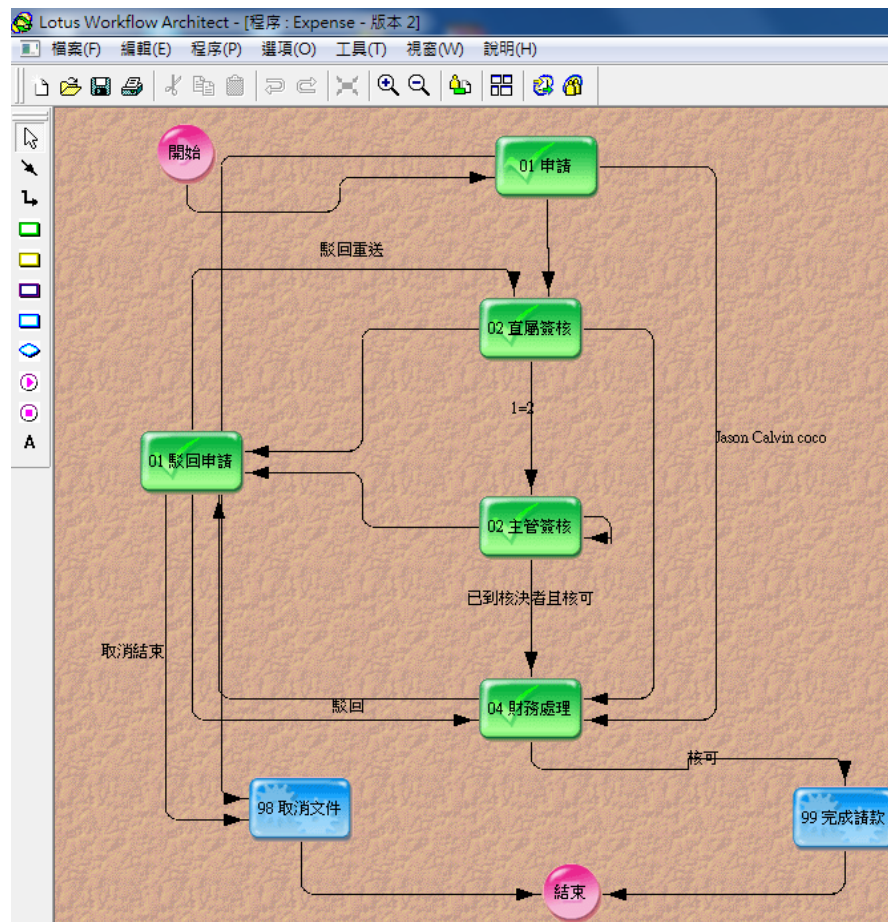 Lotus Workflow Architect - [程序 : Expense - 版本 2]
檔案(F) 編輯(E) 程序(P) 選項(O) 工具(T) 視窗(W) 說明(H)
A
開始
01 申請
駁回重送
02 直屬簽核
1=2
Jason Calvin coco
01 駁回申請
02 主管簽核
已到核決者且核可
取消結束
駁回
04 財務處理
核可
98 取消文件
99 完成請款
結束